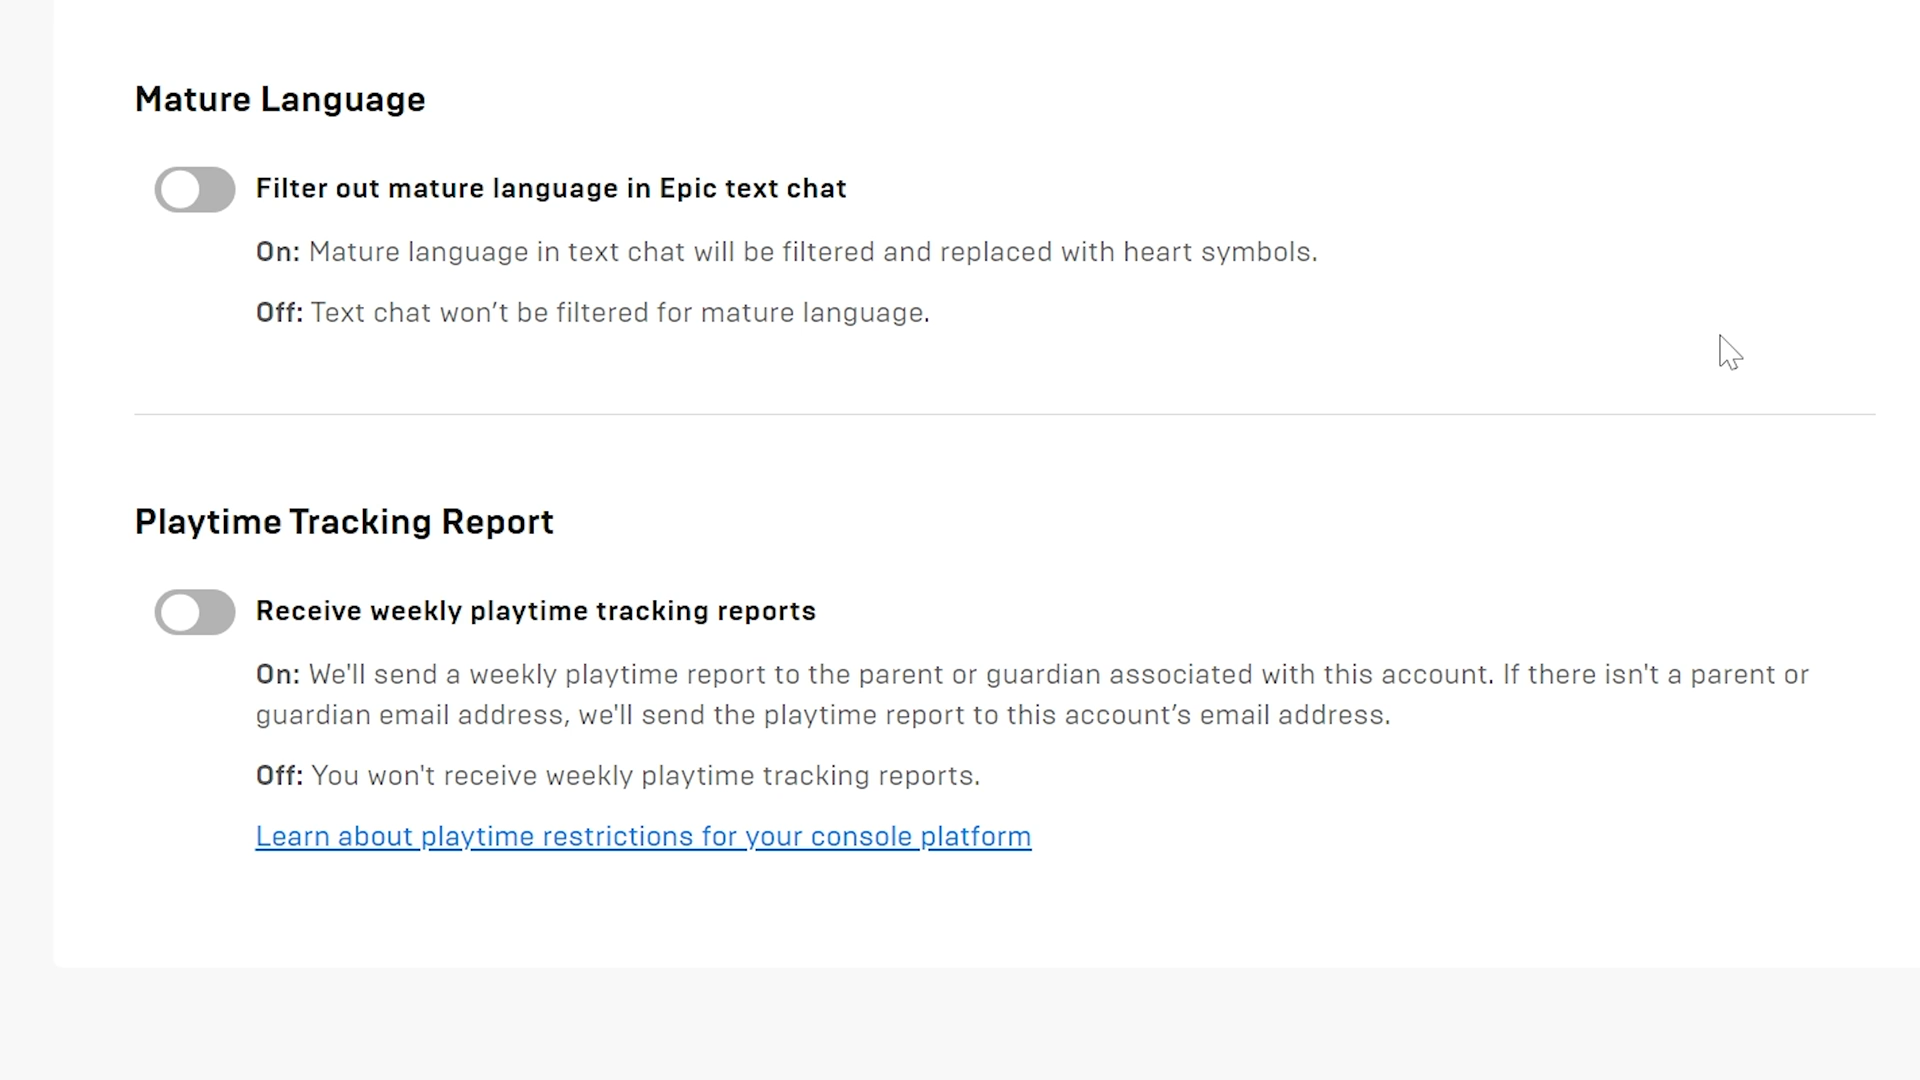 Mature Language
Filter out mature language in Epic text chat
On: Mature language in text chat will be filtered and replaced with heart symbols.
Off: Text chat won’t be filtered for mature language.
Playtime Tracking Report
Receive weekly playtime tracking reports
On: We'll send a weekly playtime report to the parent or guardian associated with this account. If there isn't a parent or
guardian email address, we'll send the playtime report to this account’s email address.
Off: You won't receive weekly playtime tracking reports.
Learn about playtime restrictions for your console platform